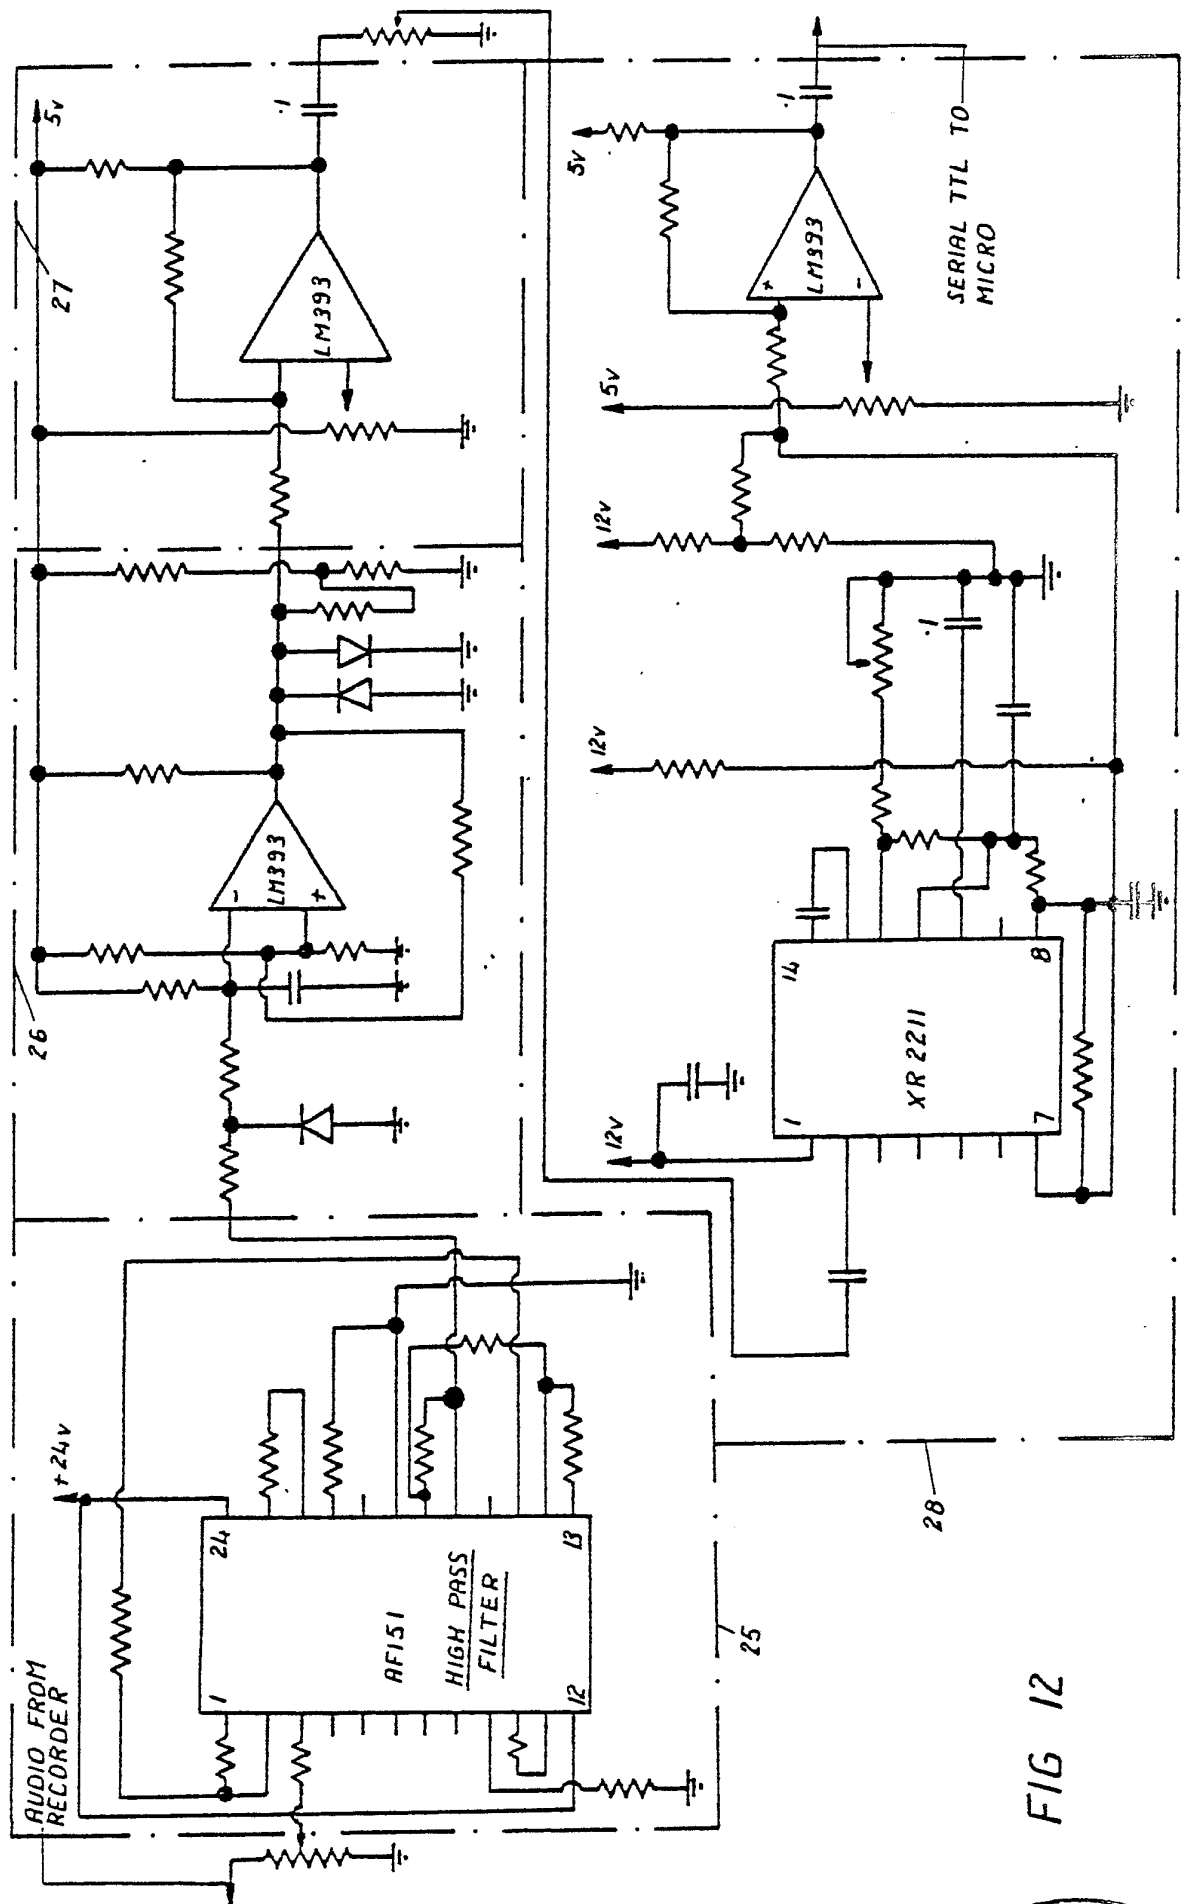 AUDIO FROM
RECORDER
+24v
1
24
AF151
HIGH PASS
FILTER
12
13
25
26
-
LM393
+
27
5v
LM393
.1
12v
1
14
XR2211
7
8
28
12v
.1
12v
5v
5v
+
LM393
-
.1
SERIAL TTL TO
MICRO
FIG 12